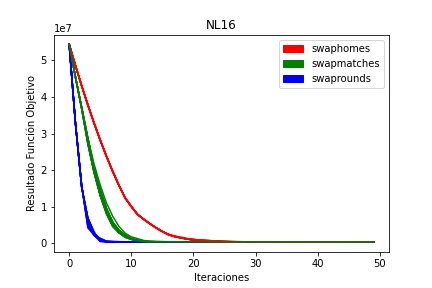 NL16
1e7
swaphomes
swapmatches
swaprounds
Resultado Función Objetivo
5
4
3
2
1
0
0 10 20 30 40 50
Iteraciones